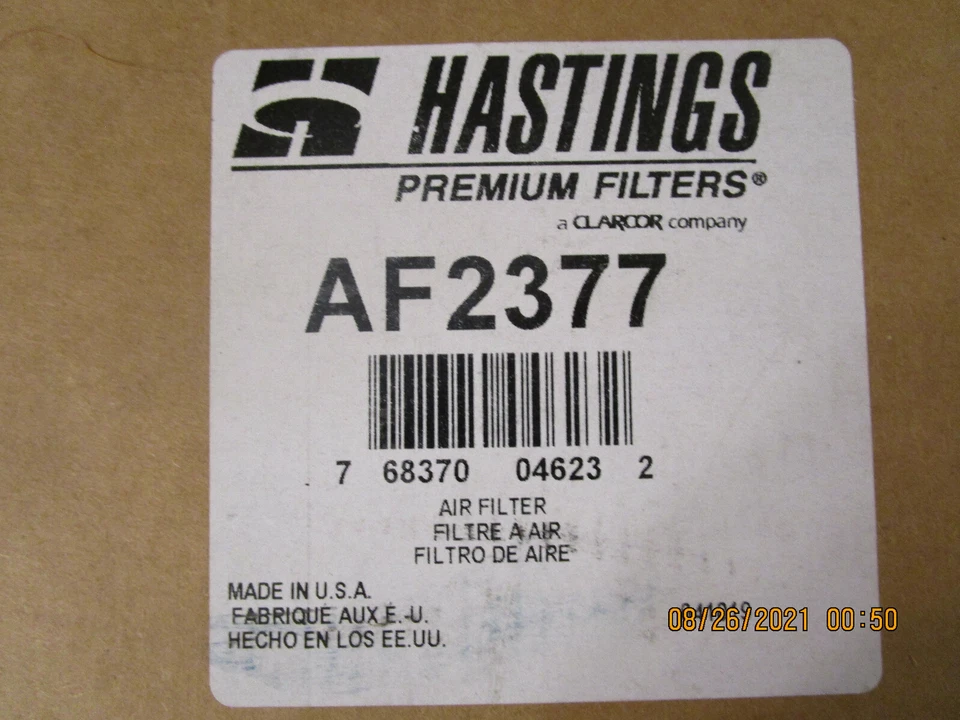 HASTINGS
PREMIUM FILTERS®
a CLARCOR company
AF2377
7 68370 04623 2
AIR FILTER
FILTRE A AIR
FILTRO DE AIRE
MADE IN U.S.A.
FABRIQUE AUX É.-U.
HECHO EN LOS EE.UU.
08/26/2021 00:50